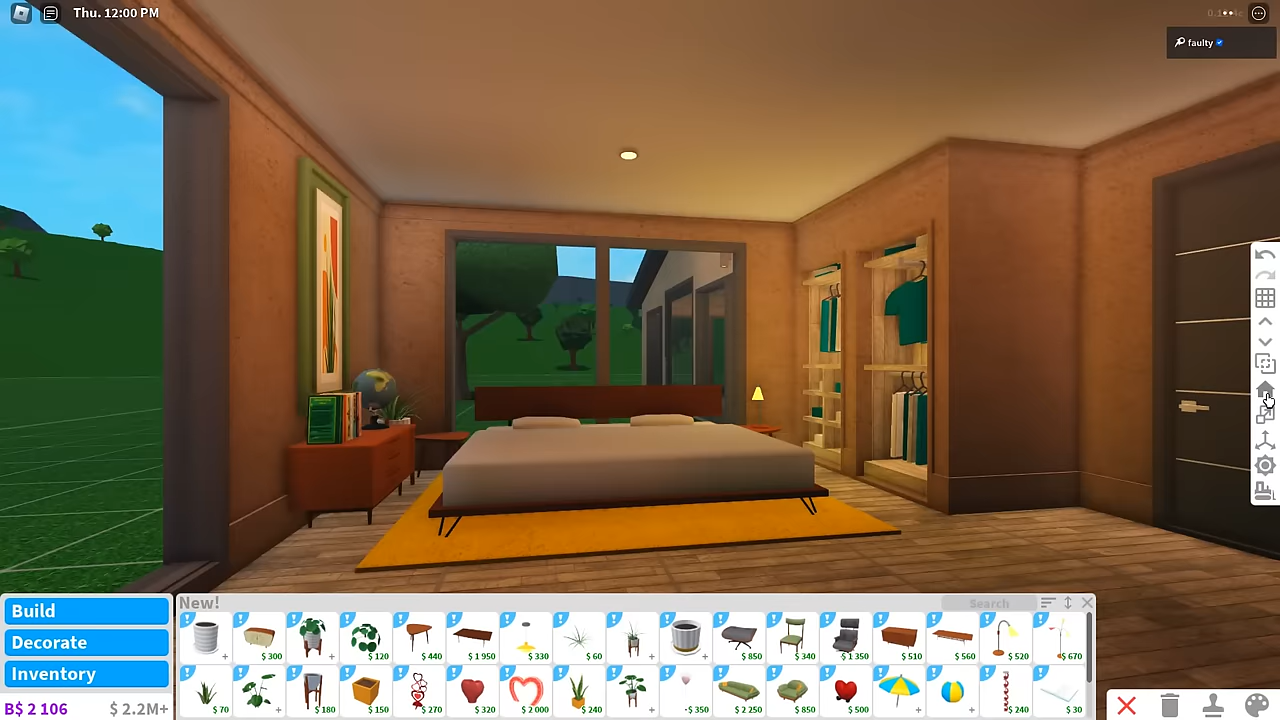 Thu. 12:00 PM
faulty
New!
Search
Build
Decorate
Inventory
B$ 2 106
$ 2.2M+
+
$ 300
+
$ 120
$ 440
$ 1 950
$ 330
$ 60
+
+
$ 850
$ 340
$ 1 350
$ 510
$ 560
$ 520
$ 670
$ 70
+
$ 180
$ 150
$ 270
$ 320
$ 2 000
$ 240
+
$ 350
$ 2 250
$ 850
$ 500
+
+
$ 240
$ 30